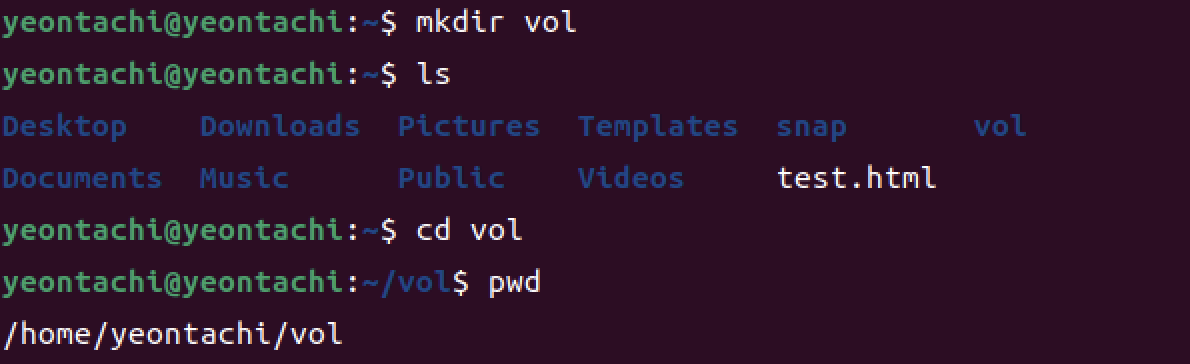 yeontachi@yeontachi:~$ mkdir vol
yeontachi@yeontachi:~$ ls
Desktop Downloads Pictures Templates snap vol
Documents Music Public Videos test.html
yeontachi@yeontachi:~$ cd vol
yeontachi@yeontachi:~/vol$ pwd
/home/yeontachi/vol